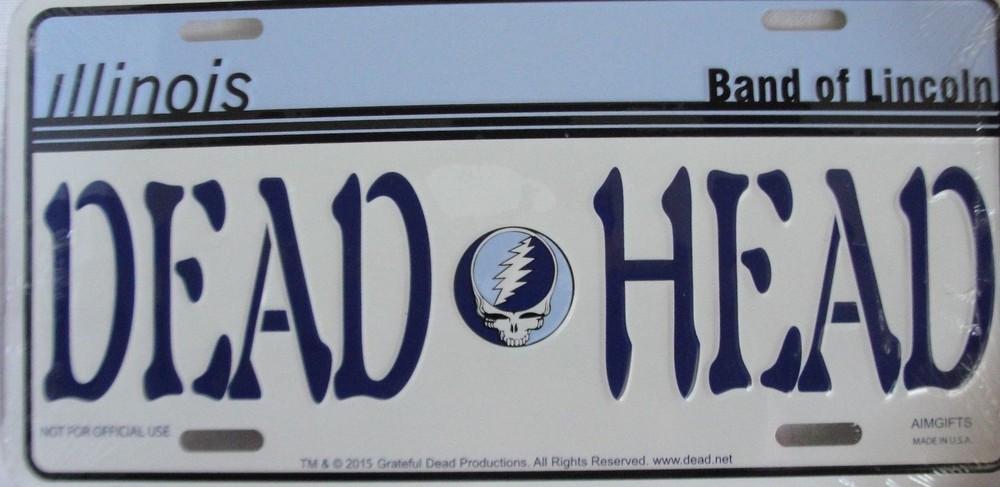 illinois
Band of Lincoln
DEAD HEAD
NOT FOR OFFICIAL USE
AIMGIFTS
MADE IN U.S.A.
TM & © 2015 Grateful Dead Productions. All Rights Reserved. www.dead.net